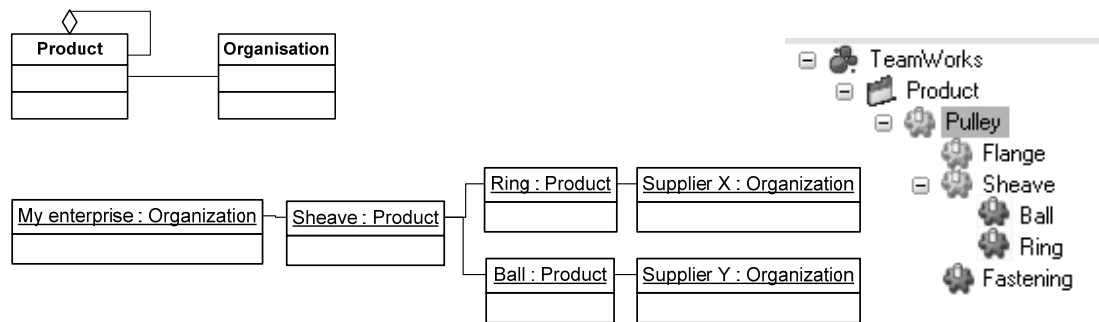 Product
Organisation
My enterprise : Organization
Sheave : Product
Ring : Product
Supplier X : Organization
Ball : Product
Supplier Y : Organization
TeamWorks
Product
Pulley
Flange
Sheave
Ball
Ring
Fastening